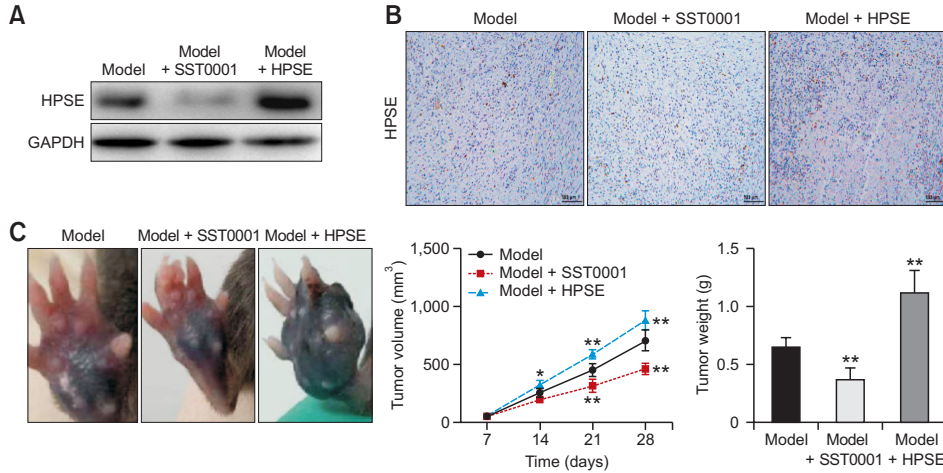 A
Model
Model
+ SST0001
Model
+ HPSE
HPSE
GAPDH
B
Model
Model + SST0001
Model + HPSE
HPSE
C
Model
Model + SST0001
Model + HPSE
Tumor volume (mm³)
1,500
1,000
500
0
7
14
21
28
Time (days)
Model
Model + SST0001
Model + HPSE
*
**
**
**
**
Tumor weight (g)
1.5
1.0
0.5
0
**
**
Model
Model
+ SST0001
Model
+ HPSE